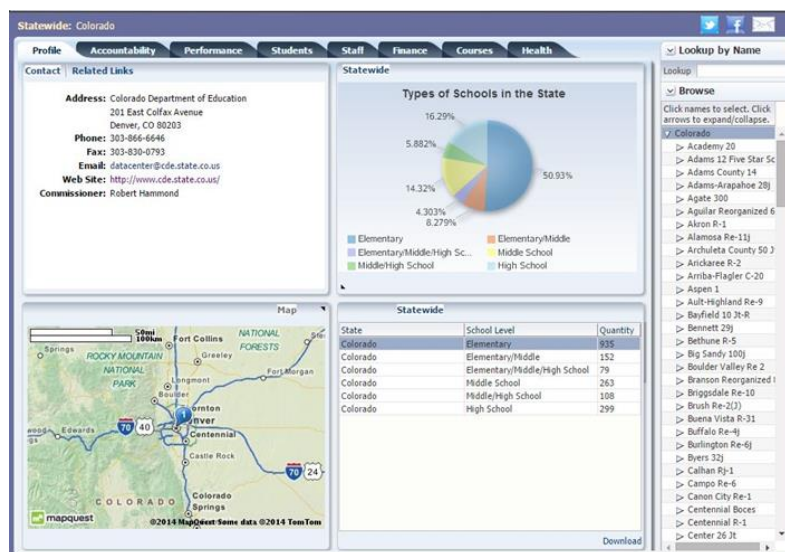 Statewide: Colorado
Profile Accountability Performance Students Staff Finance Courses Health
Contact Related Links
Address: Colorado Department of Education
201 East Colfax Avenue
Denver, CO 80203
Phone: 303-866-6646
Fax: 303-830-0793
Email: datacenter@cde.state.co.us
Web Site: http://www.cde.state.co.us/
Commissioner: Robert Hammond
Statewide
Types of Schools in the State
16.29%
5.882%
50.93%
14.32%
4.303%
8.279%
Elementary Elementary/Middle
Elementary/Middle/High Sc... Middle School
Middle/High School High School
Map
50mi
100km
Fort Collins
NATIONAL
FORESTS
Springs
ROCKY MOUNTAIN
NATIONAL
PARK
Greeley
Fort Morgan
Longmont
Boulder
Edwards
70
40
1
Centennial
Castle Rock
70
24
COLORADO
Colorado
Springs
mapquest
©2014 MapQuest Some data ©2014 TomTom
Statewide
State School Level Quantity
Colorado Elementary 935
Colorado Elementary/Middle 152
Colorado Elementary/Middle/High School 79
Colorado Middle School 263
Colorado Middle/High School 108
Colorado High School 299
Download
Lookup by Name
Lookup
Browse
Click names to select. Click
arrows to expand/collapse.
Colorado
Academy 20
Adams 12 Five Star Sc
Adams County 14
Adams-Arapahoe 28j
Agate 300
Aguilar Reorganized 6
Akron R-1
Alamosa Re-11j
Archuleta County 50 J
Arickaree R-2
Arriba-Flagler C-20
Aspen 1
Ault-Highland Re-9
Bayfield 10 Jt-R
Bennett 29j
Bethune R-5
Big Sandy 100j
Boulder Valley Re 2
Branson Reorganized
Briggsdale Re-10
Brush Re-2(J)
Buena Vista R-31
Buffalo Re-4j
Burlington Re-6j
Byers 32j
Calhan Rj-1
Campo Re-6
Canon City Re-1
Centennial Boces
Centennial R-1
Center 26 Jt